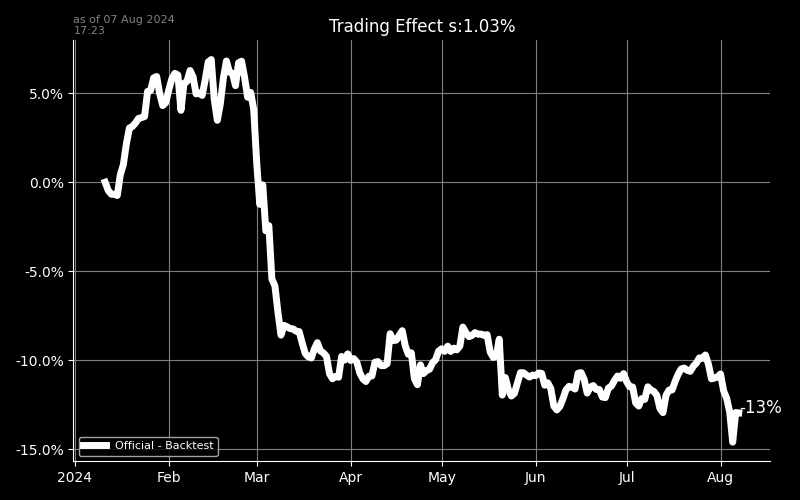 as of 07 Aug 2024
17:23
Trading Effect s:1.03%
5.0%
0.0%
-5.0%
-10.0%
-15.0%
-13%
Official - Backtest
2024 Feb Mar Apr May Jun Jul Aug